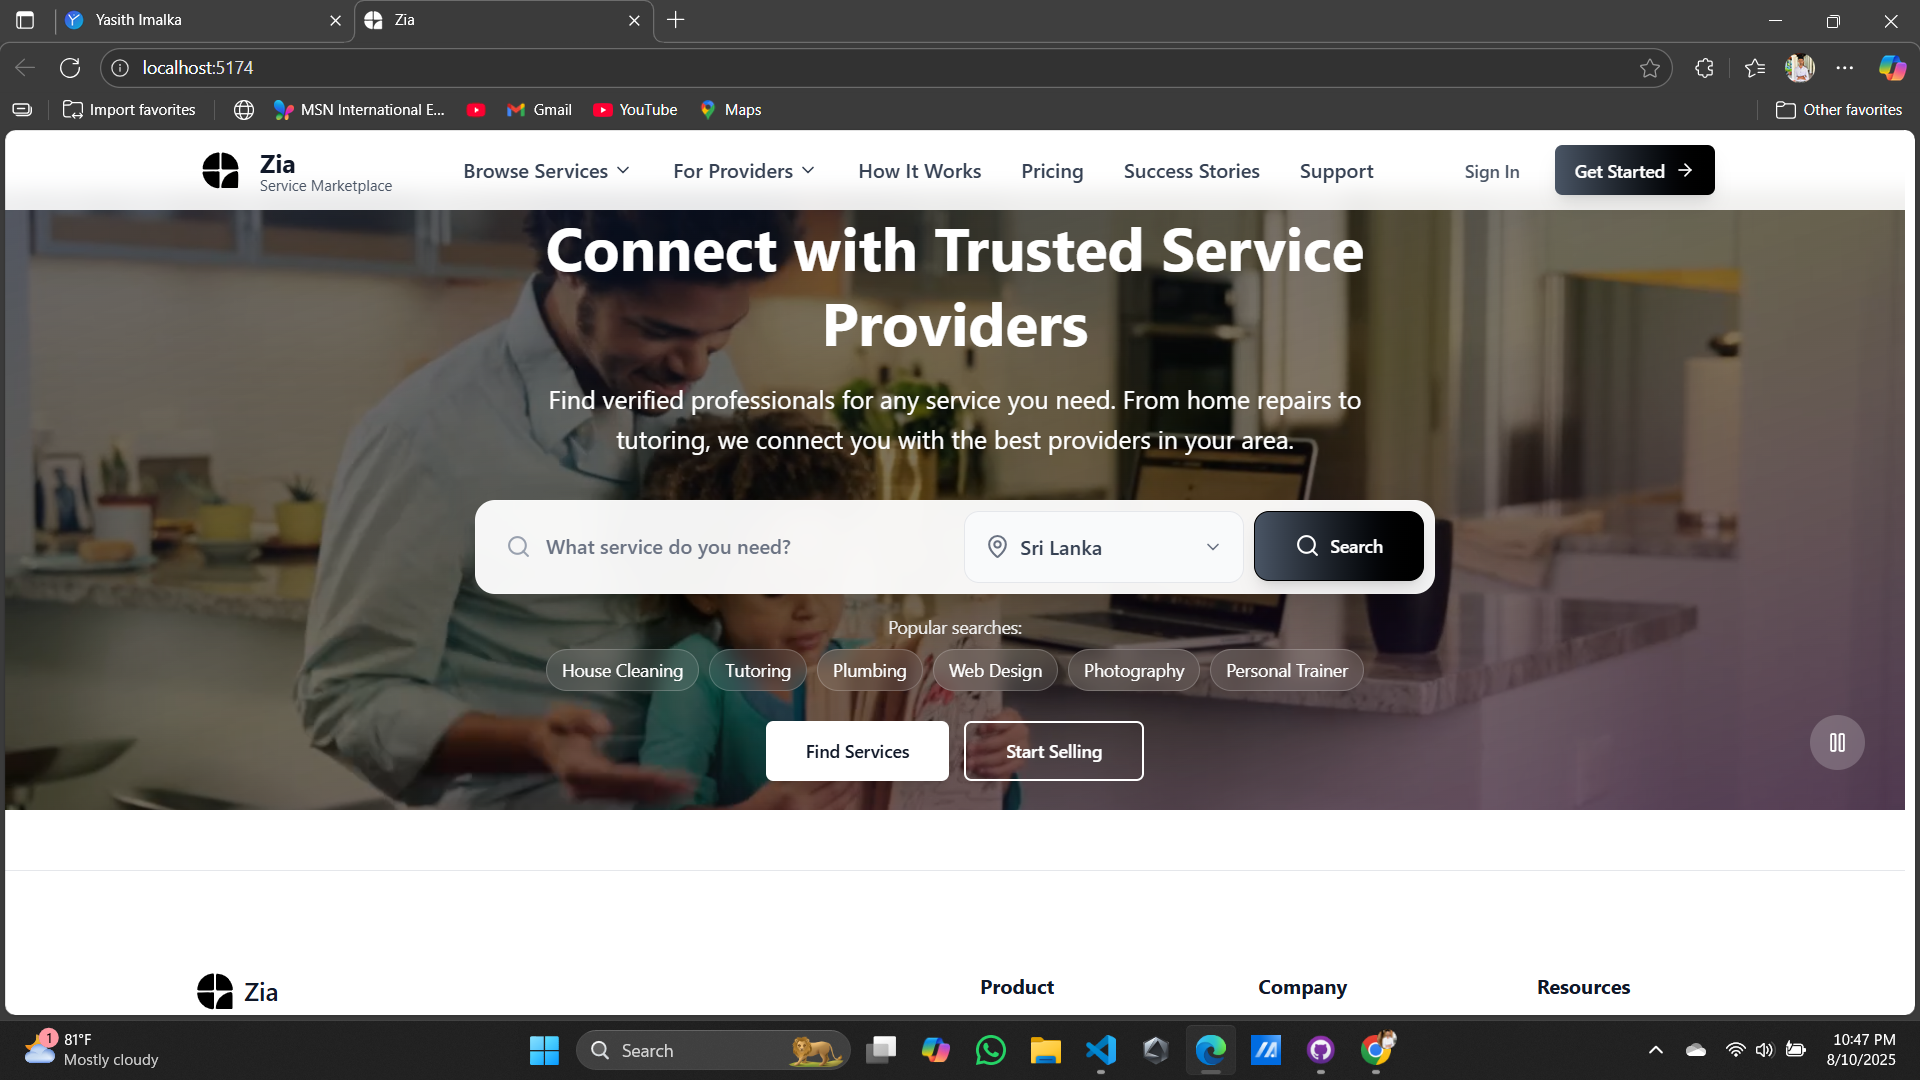 Yasith Imalka
Zia
localhost:5174
Import favorites
MSN International E...
Gmail
YouTube
Maps
Other favorites
Zia
Service Marketplace
Browse Services
For Providers
How It Works
Pricing
Success Stories
Support
Sign In
Get Started
Connect with Trusted Service
Providers
Find verified professionals for any service you need. From home repairs to
tutoring, we connect you with the best providers in your area.
What service do you need?
Sri Lanka
Search
Popular searches:
House Cleaning
Tutoring
Plumbing
Web Design
Photography
Personal Trainer
Find Services
Start Selling
Zia
Product
Company
Resources
1
81°F
Mostly cloudy
Search
10:47 PM
8/10/2025